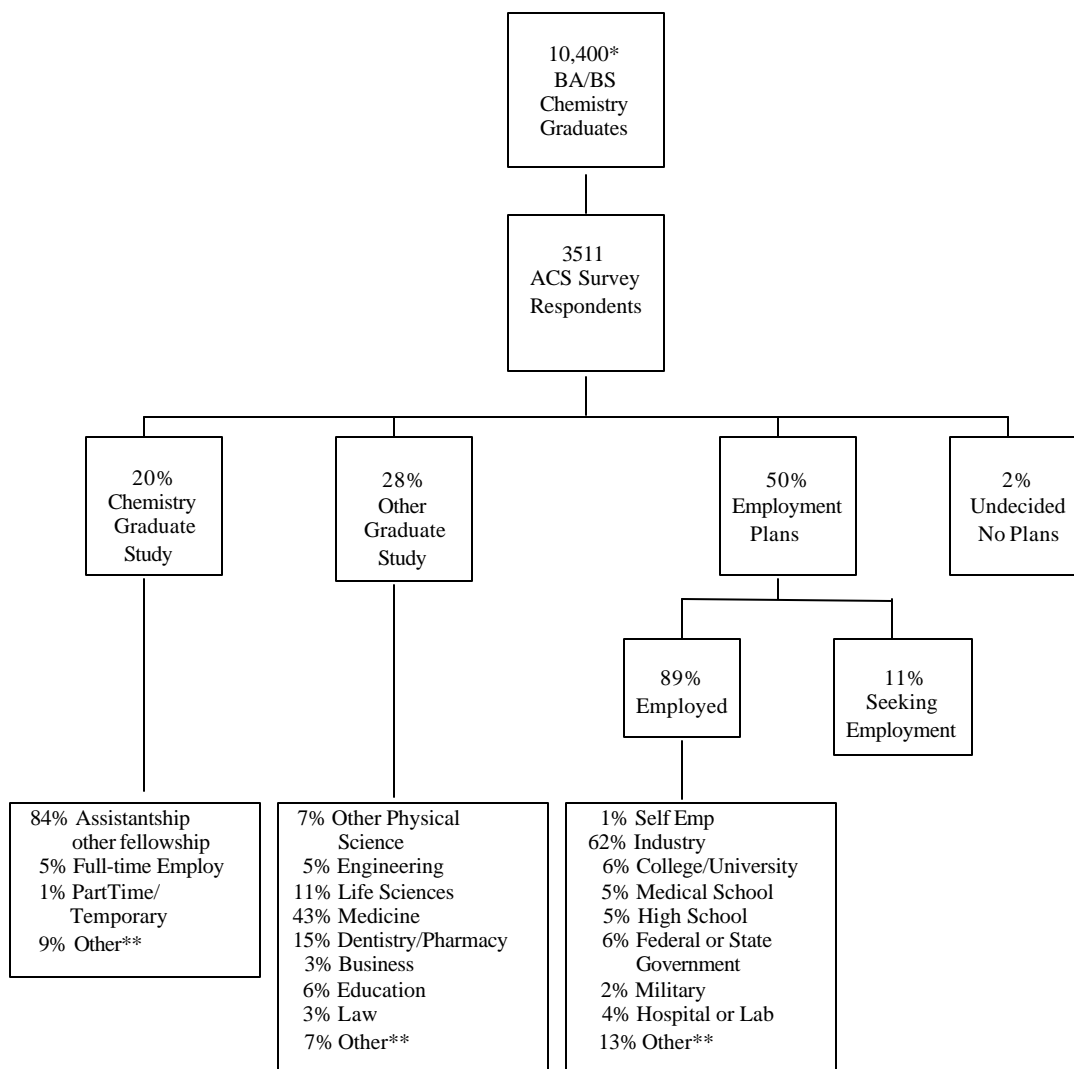 10,400*
BA/BS
Chemistry
Graduates
3511
ACS Survey
Respondents
20%
Chemistry
Graduate
Study
28%
Other
Graduate
Study
50%
Employment
Plans
2%
Undecided
No Plans
89%
Employed
11%
Seeking
Employment
84% Assistantship
other fellowship
5% Full-time Employ
1% PartTime/
Temporary
9% Other**
7% Other Physical
Science
5% Engineering
11% Life Sciences
43% Medicine
15% Dentistry/Pharmacy
3% Business
6% Education
3% Law
7% Other**
1% Self Emp
62% Industry
6% College/University
5% Medical School
5% High School
6% Federal or State
Government
2% Military
4% Hospital or Lab
13% Other**